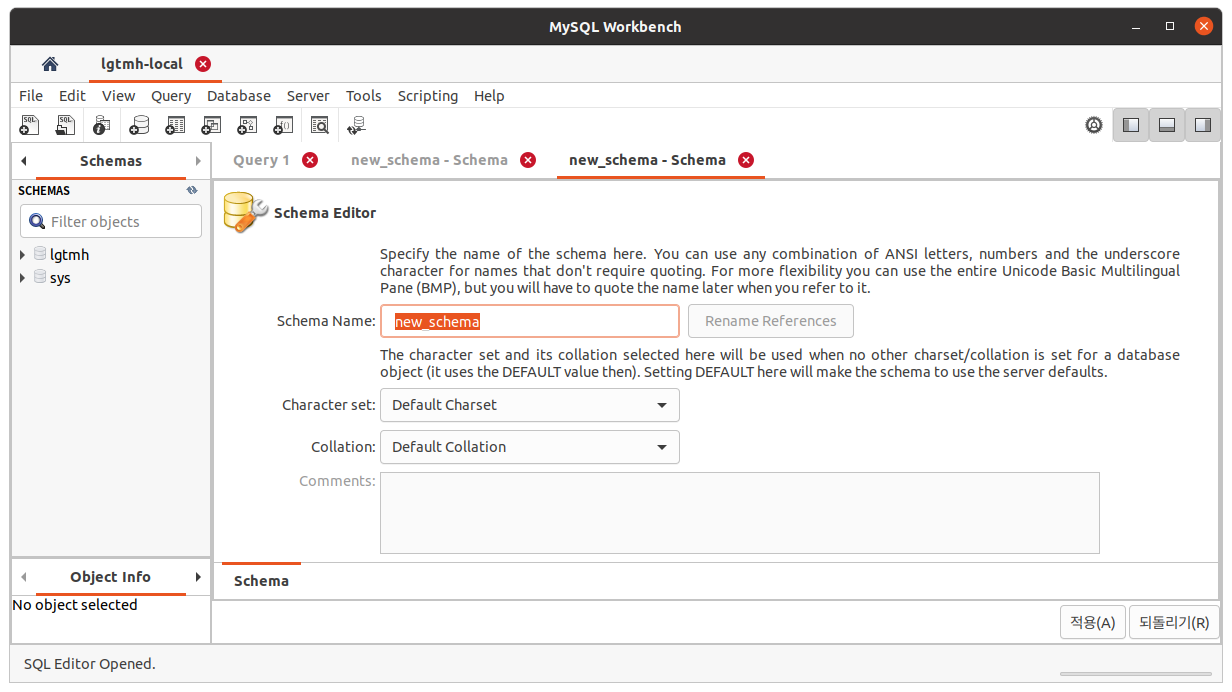 MySQL Workbench
lgtmh-local
File Edit View Query Database Server Tools Scripting Help
Schemas
Query 1
new_schema - Schema
new_schema - Schema
SCHEMAS
Filter objects
lgtmh
sys
Schema Editor
Specify the name of the schema here. You can use any combination of ANSI letters, numbers and the underscore
character for names that don't require quoting. For more flexibility you can use the entire Unicode Basic Multilingual
Pane (BMP), but you will have to quote the name later when you refer to it.
Schema Name: new_schema Rename References
The character set and its collation selected here will be used when no other charset/collation is set for a database
object (it uses the DEFAULT value then). Setting DEFAULT here will make the schema to use the server defaults.
Character set: Default Charset
Collation: Default Collation
Comments:
Schema
Object Info
No object selected
적용(A) 되돌리기(R)
SQL Editor Opened.